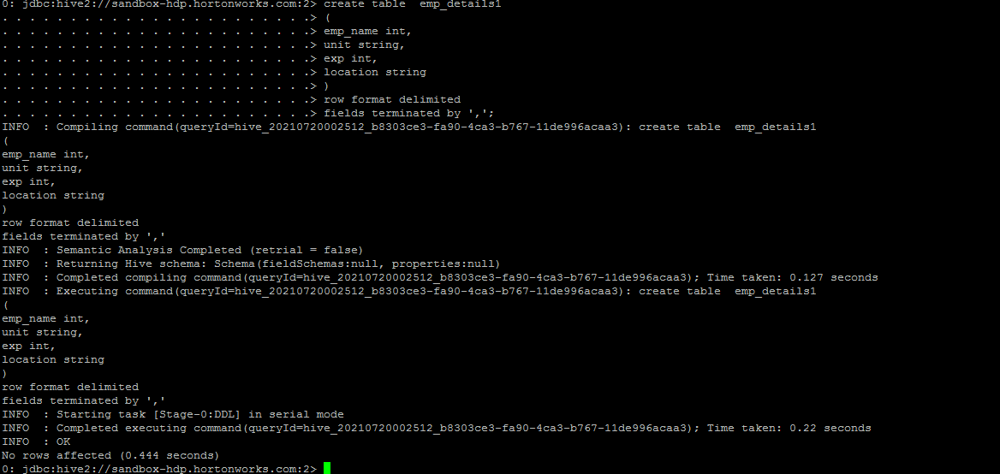 0: jdbc:hive2://sandbox-hdp.hortonworks.com:2> create table  emp_details1
. . . . . . . . . . . . . . . . . . . . . . .> (
. . . . . . . . . . . . . . . . . . . . . . .> emp_name int,
. . . . . . . . . . . . . . . . . . . . . . .> unit string,
. . . . . . . . . . . . . . . . . . . . . . .> exp int,
. . . . . . . . . . . . . . . . . . . . . . .> location string
. . . . . . . . . . . . . . . . . . . . . . .> )
. . . . . . . . . . . . . . . . . . . . . . .> row format delimited
. . . . . . . . . . . . . . . . . . . . . . .> fields terminated by ',';
INFO  : Compiling command(queryId=hive_20210720002512_b8303ce3-fa90-4ca3-b767-11de996acaa3): create table  emp_details1
(
emp_name int,
unit string,
exp int,
location string
)
row format delimited
fields terminated by ','
INFO  : Semantic Analysis Completed (retrial = false)
INFO  : Returning Hive schema: Schema(fieldSchemas:null, properties:null)
INFO  : Completed compiling command(queryId=hive_20210720002512_b8303ce3-fa90-4ca3-b767-11de996acaa3); Time taken: 0.127 seconds
INFO  : Executing command(queryId=hive_20210720002512_b8303ce3-fa90-4ca3-b767-11de996acaa3): create table  emp_details1
(
emp_name int,
unit string,
exp int,
location string
)
row format delimited
fields terminated by ','
INFO  : Starting task [Stage-0:DDL] in serial mode
INFO  : Completed executing command(queryId=hive_20210720002512_b8303ce3-fa90-4ca3-b767-11de996acaa3); Time taken: 0.22 seconds
INFO  : OK
No rows affected (0.444 seconds)
0: jdbc:hive2://sandbox-hdp.hortonworks.com:2>